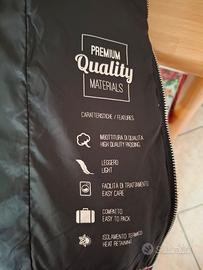 PREMIUM
Quality
MATERIALS
CARATTERISTICHE / FEATURES
IMBOTTITURA DI QUALITÀ
HIGH QUALITY PADDING
LEGGERO
LIGHT
FACILITÀ DI TRATTAMENTO
EASY CARE
COMPATTO
EASY TO PACK
ISOLAMENTO TERMICO
HEAT RETAINING